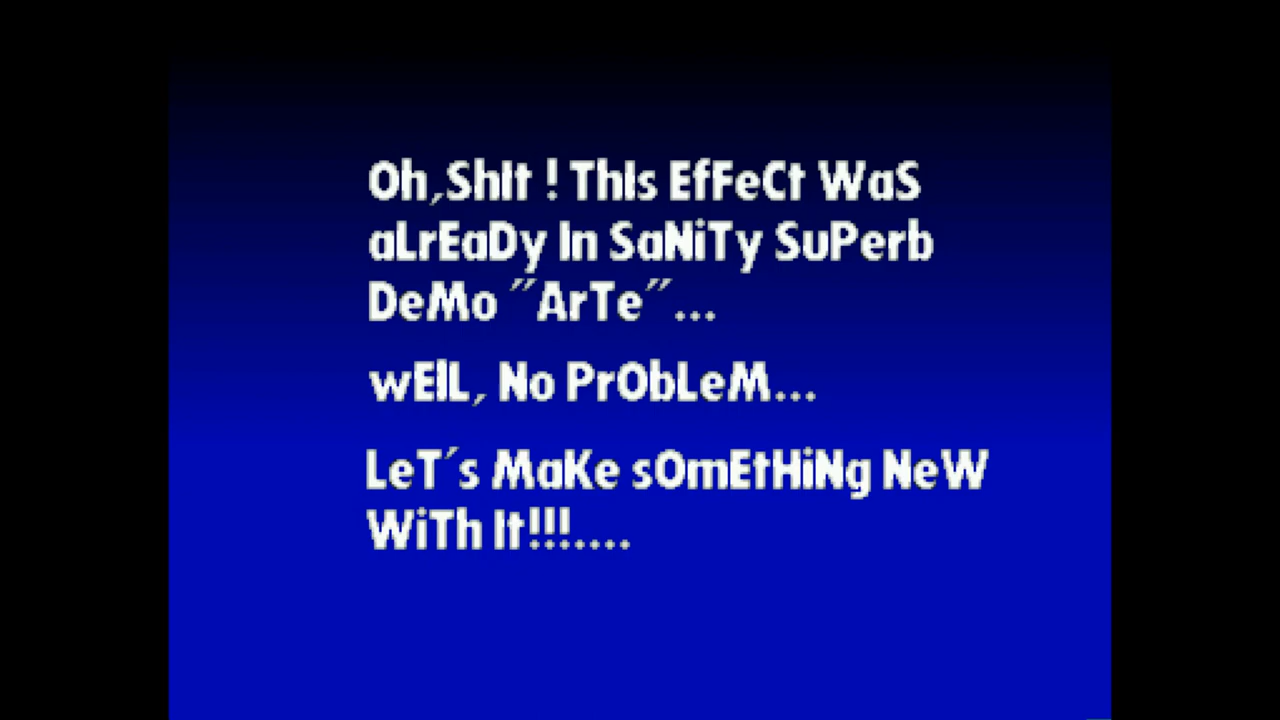 Oh,ShIt ! ThIs EfFeCt WaS
aLrEaDy In SaNiTy SuPerb
DeMo "ArTe"...
wElL, No PrObLeM...
LeT´s MaKe sOmEtHiNg NeW
WiTh It!!!....